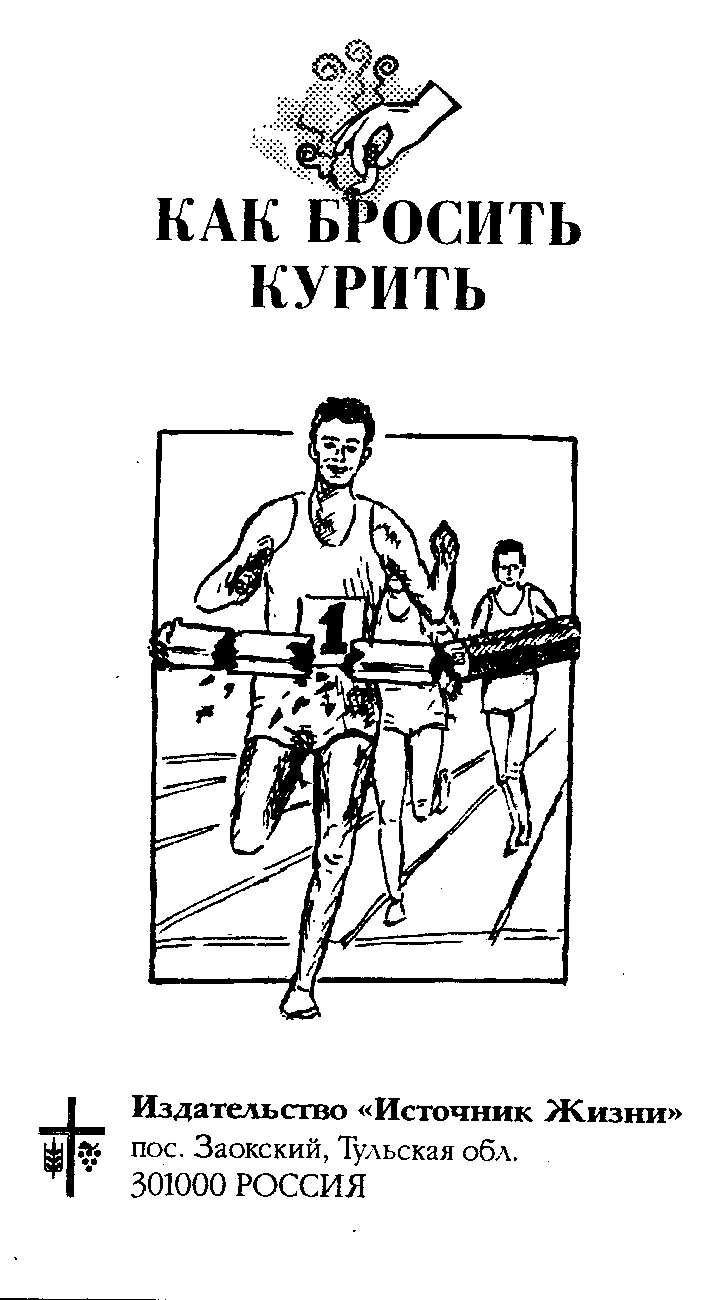 КАК БРОСИТЬ
КУРИТЬ
1
Издательство «Источник Жизни»
пос. Заокский, Тульская обл.
301000 РОССИЯ